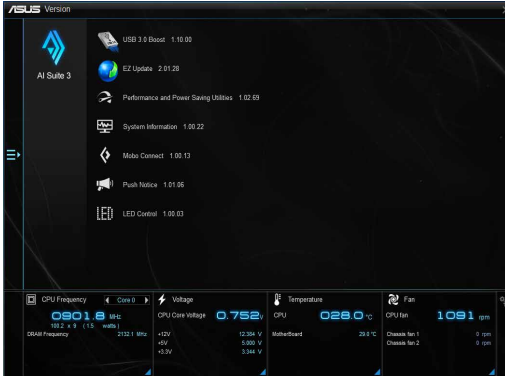 ASUS Version
AI Suite 3
USB 3.0 Boost 1.10.00
EZ Update 2.01.28
Performance and Power Saving Utilities 1.02.69
System Information 1.00.22
Mobo Connect 1.00.13
Push Notice 1.01.06
LED LED Control 1.00.03
CPU Frequency Core 0
0901.8 MHz
100.2 x 9 (1.5 watts)
DRAM Frequency 2132.1 MHz
Voltage
CPU Core Voltage 0.752v
+12V 12.384 V
+5V 5.000 V
+3.3V 3.344 V
Temperature
CPU 028.0 °C
MotherBoard 29.0 °C
Fan
CPU fan 1091 rpm
Chassis fan 1 0 rpm
Chassis fan 2 0 rpm